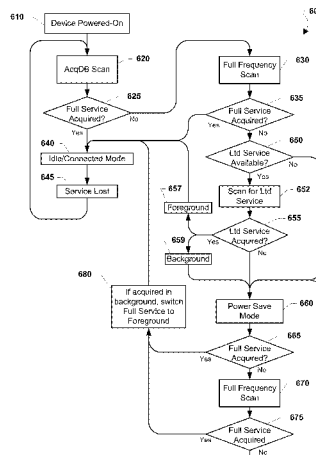 610
Device Powered-On
60
620
AcqDB Scan
Full Frequency
Scan
630
625
Full Service
Acquired?
Yes
No
635
Full Service
Acquired?
Yes
No
640
Idle/Connected Mode
650
Ltd Service
Available?
Yes
No
645
Service Lost
657
Foreground
652
Scan for Ltd
Service
655
Ltd Service
Acquired?
Yes
No
659
Background
680
If acquired in
background, switch
Full Service to
Foreground
Power Save
Mode
660
665
Full Service
Acquired?
Yes
No
670
Full Frequency
Scan
675
Full Service
Acquired
Yes
No